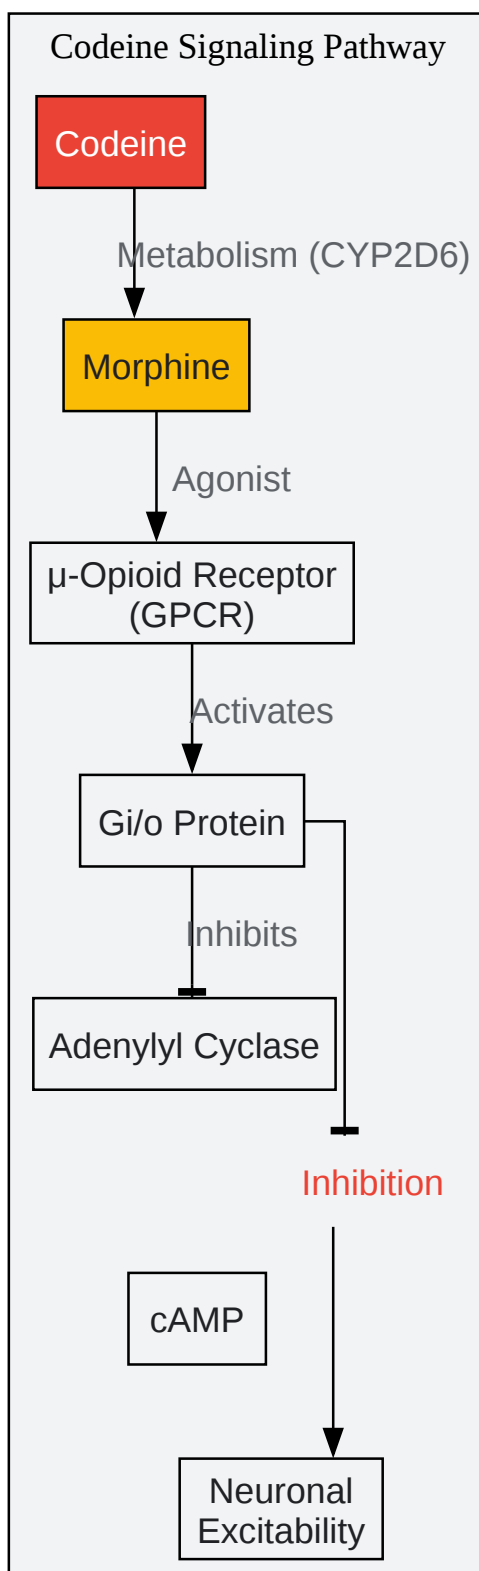 Codeine Signaling Pathway
Codeine
Metabolism (CYP2D6)
Morphine
Agonist
μ-Opioid Receptor
(GPCR)
Activates
Gi/o Protein
Inhibits
Adenylyl Cyclase
Inhibition
cAMP
Neuronal
Excitability